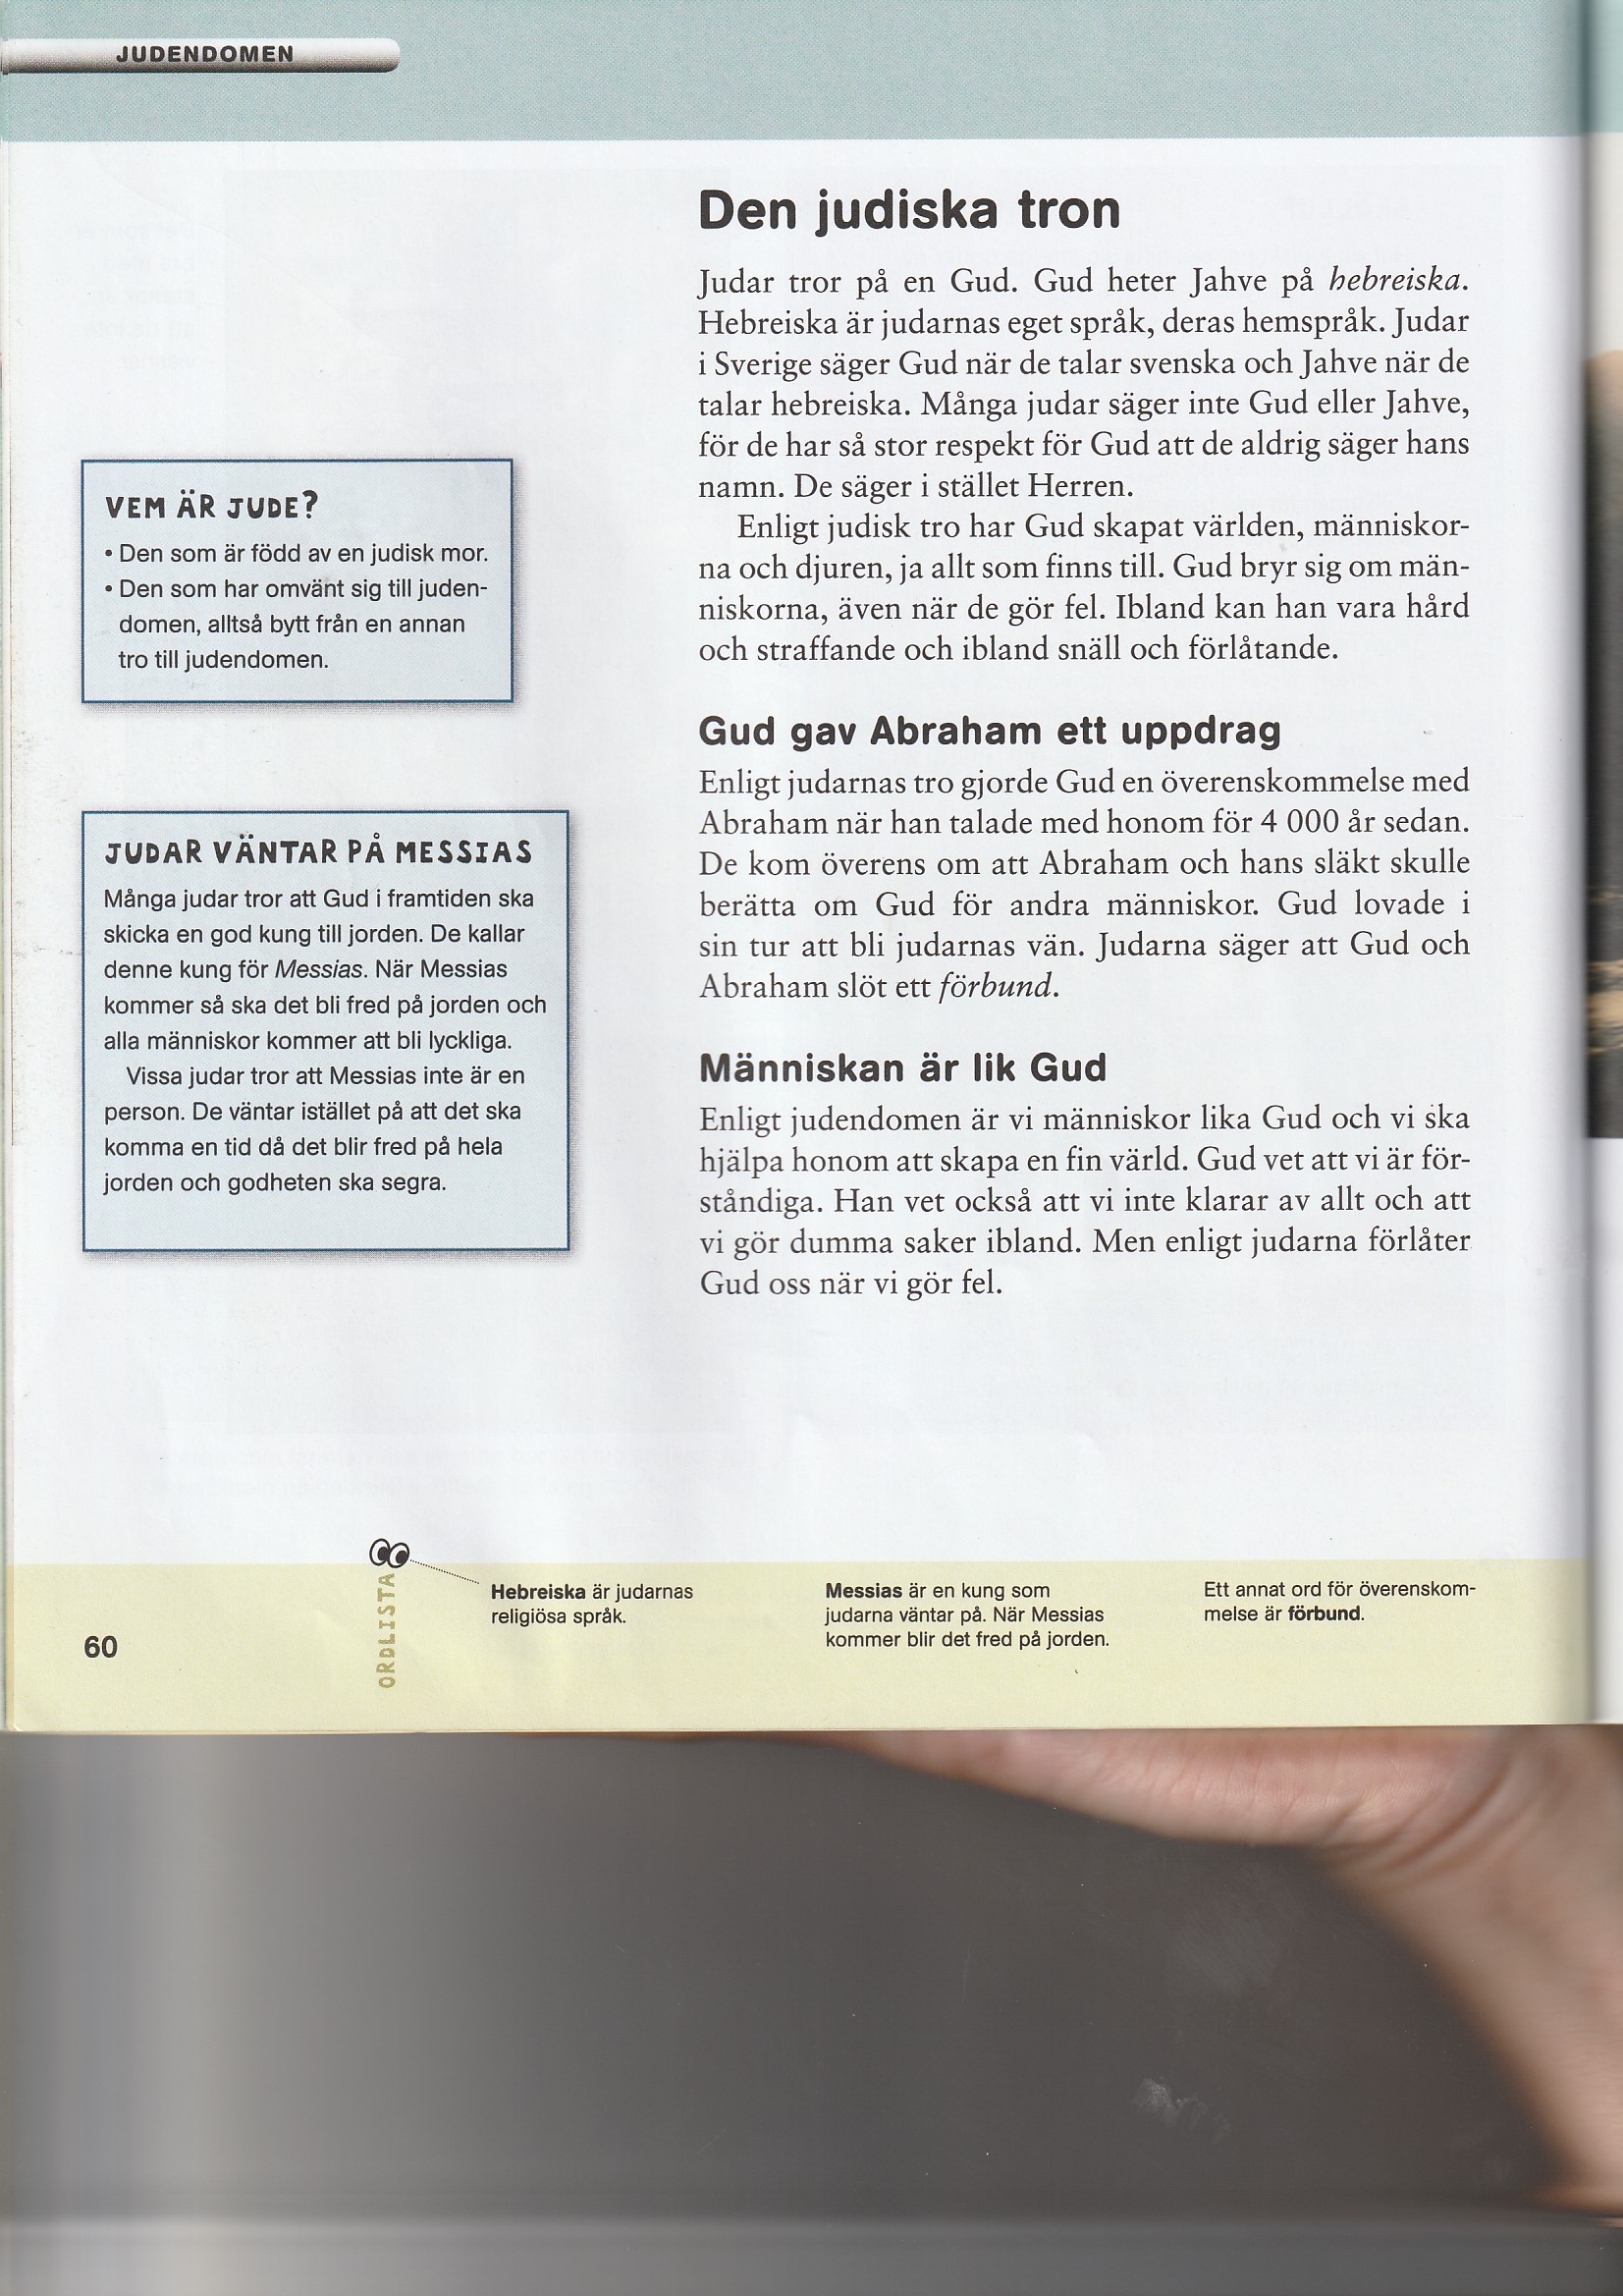 JUDENDOMEN
Den judiska tron
Judar tror på en Gud. Gud heter Jahve på hebreiska.
Hebreiska är judarnas eget språk, deras hemspråk. Judar
i Sverige säger Gud när de talar svenska och Jahve när de
talar hebreiska. Många judar säger inte Gud eller Jahve,
för de har så stor respekt för Gud att de aldrig säger hans
namn. De säger i stället Herren.
Enligt judisk tro har Gud skapat världen, människor-
na och djuren, ja allt som finns till. Gud bryr sig om män-
niskorna, även när de gör fel. Ibland kan han vara hård
och straffande och ibland snäll och förlåtande.
Gud gav Abraham ett uppdrag
Enligt judarnas tro gjorde Gud en överenskommelse med
Abraham när han talade med honom för 4 000 år sedan.
De kom överens om att Abraham och hans släkt skulle
berätta om Gud för andra människor. Gud lovade i
sin tur att bli judarnas vän. Judarna säger att Gud och
Abraham slöt ett förbund.
Människan är lik Gud
Enligt judendomen är vi människor lika Gud och vi ska
hjälpa honom att skapa en fin värld. Gud vet att vi är för-
ståndiga. Han vet också att vi inte klarar av allt och att
vi gör dumma saker ibland. Men enligt judarna förlåter
Gud oss när vi gör fel.
VEM ÄR JUDE?
• Den som är född av en judisk mor.
• Den som har omvänt sig till juden-
domen, alltså bytt från en annan
tro till judendomen.
JUDAR VÄNTAR PÅ MESSIAS
Många judar tror att Gud i framtiden ska
skicka en god kung till jorden. De kallar
denne kung för Messias. När Messias
kommer så ska det bli fred på jorden och
alla människor kommer att bli lyckliga.
Vissa judar tror att Messias inte är en
person. De väntar istället på att det ska
komma en tid då det blir fred på hela
jorden och godheten ska segra.
ORDLISTA
Hebreiska är judarnas
religiösa språk.
Messias är en kung som
judarna väntar på. När Messias
kommer blir det fred på jorden.
Ett annat ord för överenskom-
melse är förbund.
60